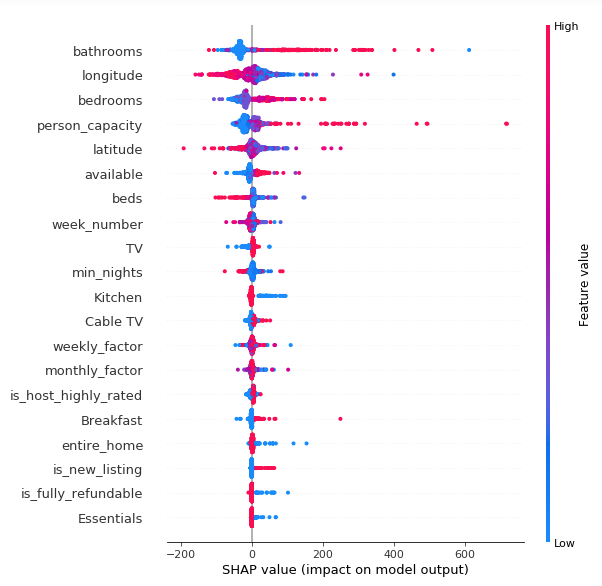 High
bathrooms
longitude
bedrooms
person_capacity
latitude
available
beds
week_number
TV
min_nights
Kitchen
Cable TV
weekly_factor
monthly_factor
is_host_highly_rated
Breakfast
entire_home
is_new_listing
is_fully_refundable
Essentials
Feature value
Low
−200 0 200 400 600
SHAP value (impact on model output)